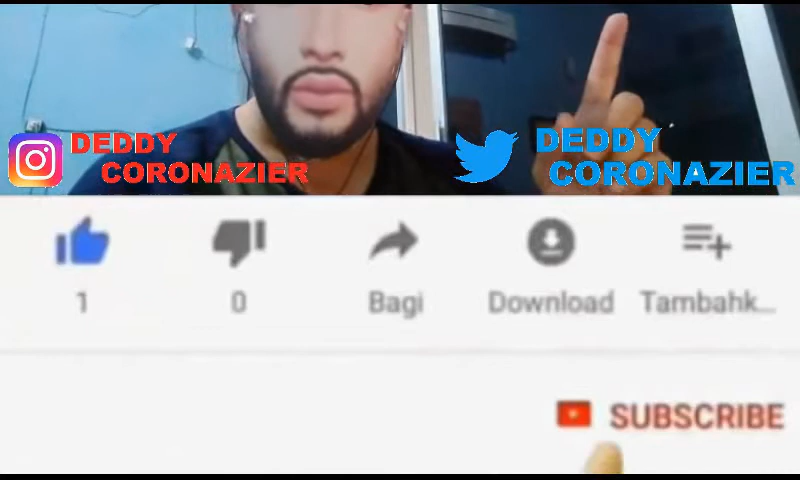 DEDDY
CORONAZIER
DEDDY
CORONAZIER
1
0
Bagi
Download
Tambahk...
SUBSCRIBE